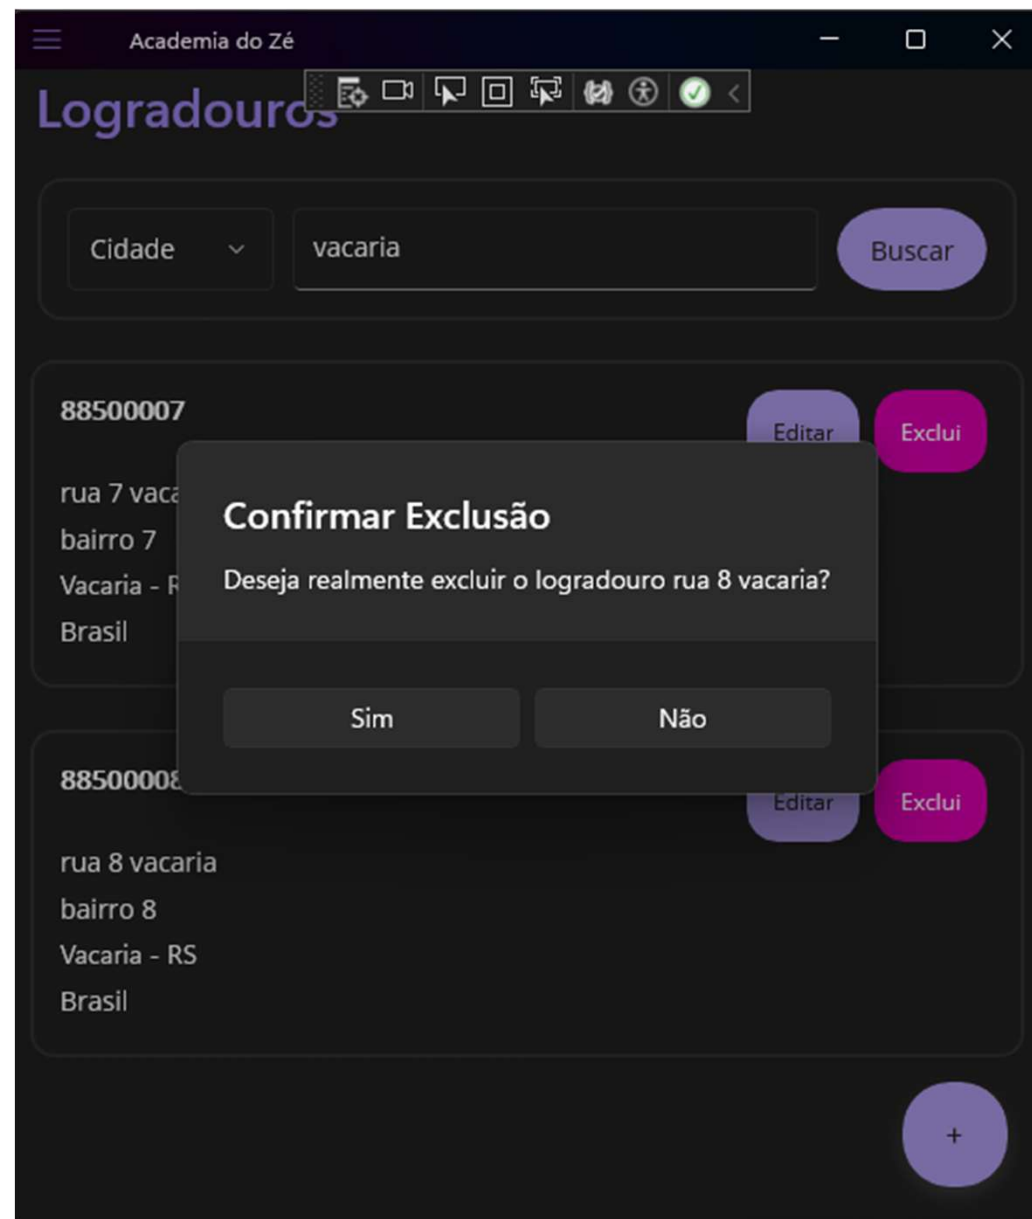 Academia do Zé
Logradouros
Cidade
vacaria
Buscar
88500007
Editar
Exclui
rua 7 vaca
bairro 7
Vacaria - R
Brasil
Confirmar Exclusão
Deseja realmente excluir o logradouro rua 8 vacaria?
Sim
Não
88500008
Editar
Exclui
rua 8 vacaria
bairro 8
Vacaria - RS
Brasil
+